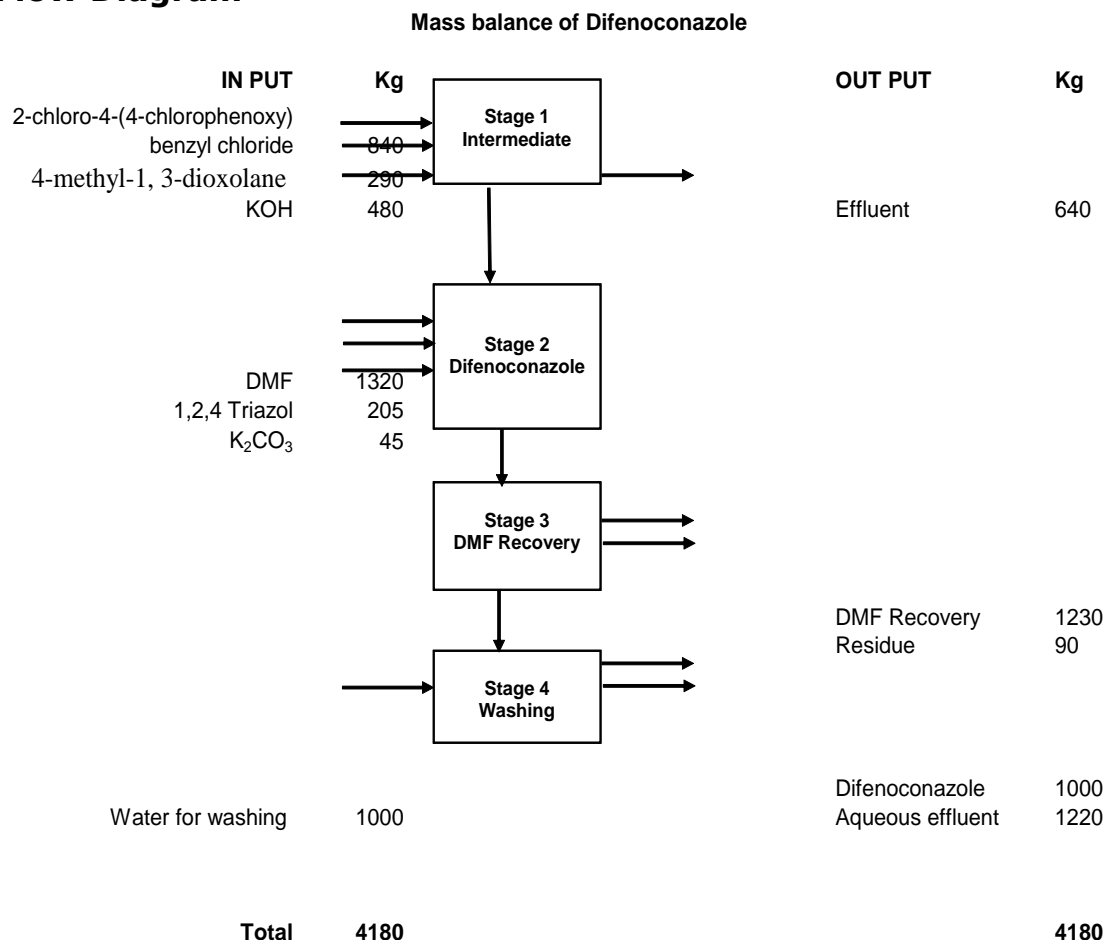 Mass balance of Difenoconazole
IN PUT Kg OUT PUT Kg
2-chloro-4-(4-chlorophenoxy)
benzyl chloride 840
4-methyl-1, 3-dioxolane 290
KOH 480 Effluent 640
Stage 1
Intermediate
Stage 2
Difenoconazole
DMF 1320
1,2,4 Triazol 205
K₂CO₃ 45
Stage 3
DMF Recovery
DMF Recovery 1230
Residue 90
Stage 4
Washing
Difenoconazole 1000
Water for washing 1000 Aqueous effluent 1220
Total 4180 4180